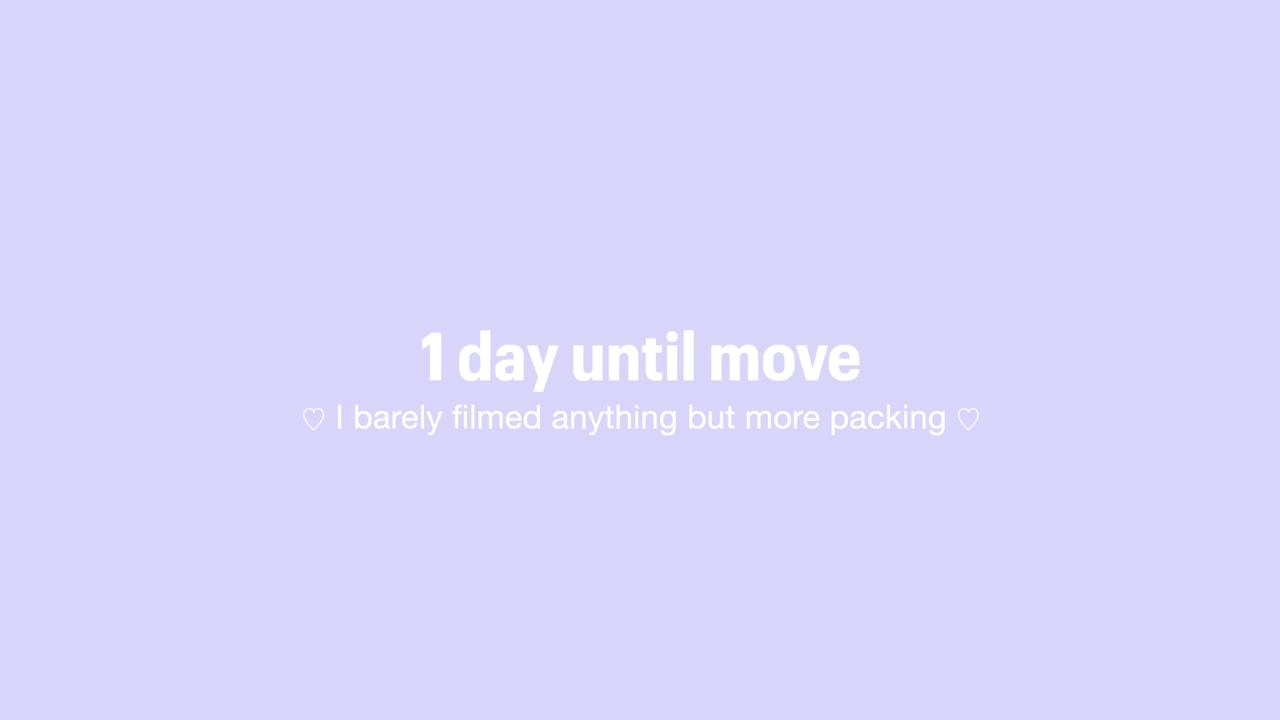 1 day until move
♡ I barely filmed anything but more packing ♡